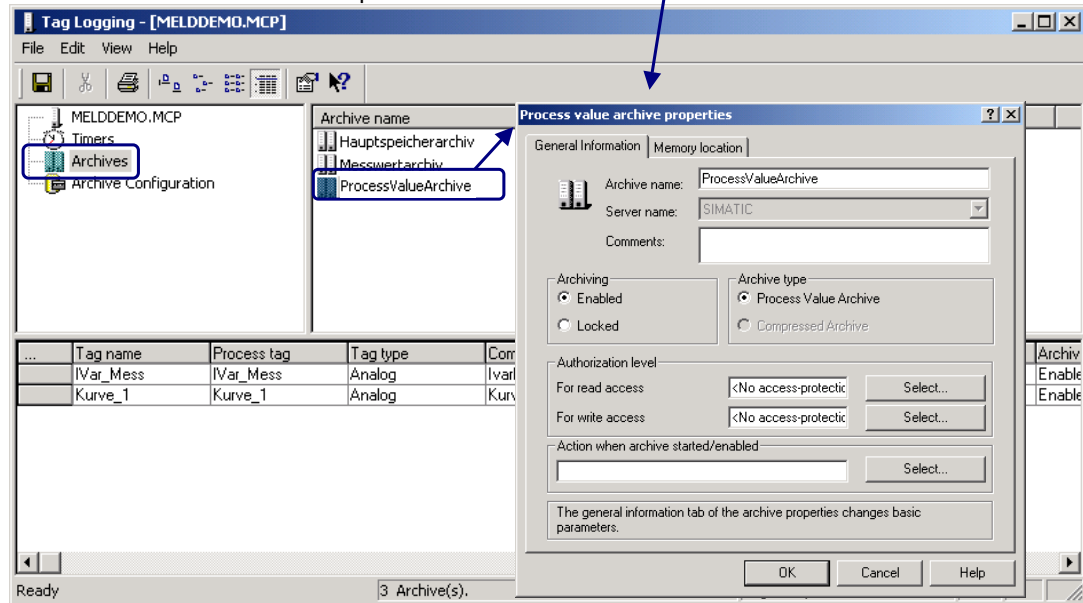 Tag Logging - [MELDDEMO.MCP]
File Edit View Help
MELDDEMO.MCP
Timers
Archives
Archive Configuration
Archive name
Hauptspeicherarchiv
Messwertarchiv
ProcessValueArchive
Process value archive properties
General Information Memory location
Archive name: ProcessValueArchive
Server name: SIMATIC
Comments:
Archiving Archive type
Enabled Process Value Archive
Locked Compressed Archive
Authorization level
For read access <No access-protectic Select...
For write access <No access-protectic Select...
Action when archive started/enabled
Select...
The general information tab of the archive properties changes basic
parameters.
OK Cancel Help
... Tag name Process tag Tag type Com Archiv
IVar_Mess IVar_Mess Analog Ivarl Enable
Kurve_1 Kurve_1 Analog Kurv Enable
Ready 3 Archive(s).